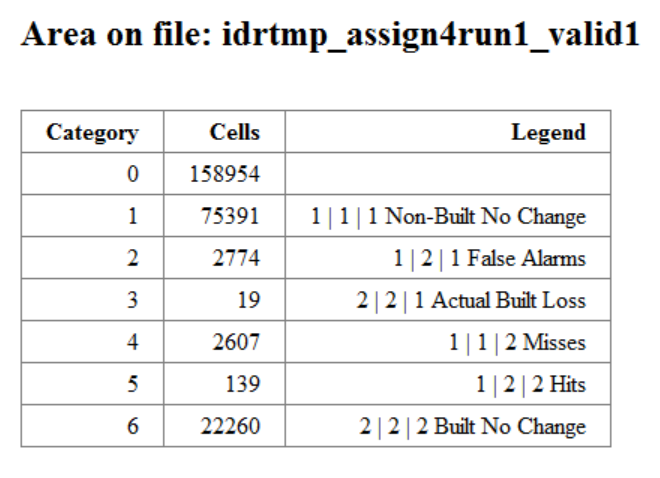 Area on file: idrtmp_assign4run1_valid1
Category Cells Legend
0 158954
1 75391 1 | 1 | 1 Non-Built No Change
2 2774 1 | 2 | 1 False Alarms
3 19 2 | 2 | 1 Actual Built Loss
4 2607 1 | 1 | 2 Misses
5 139 1 | 2 | 2 Hits
6 22260 2 | 2 | 2 Built No Change